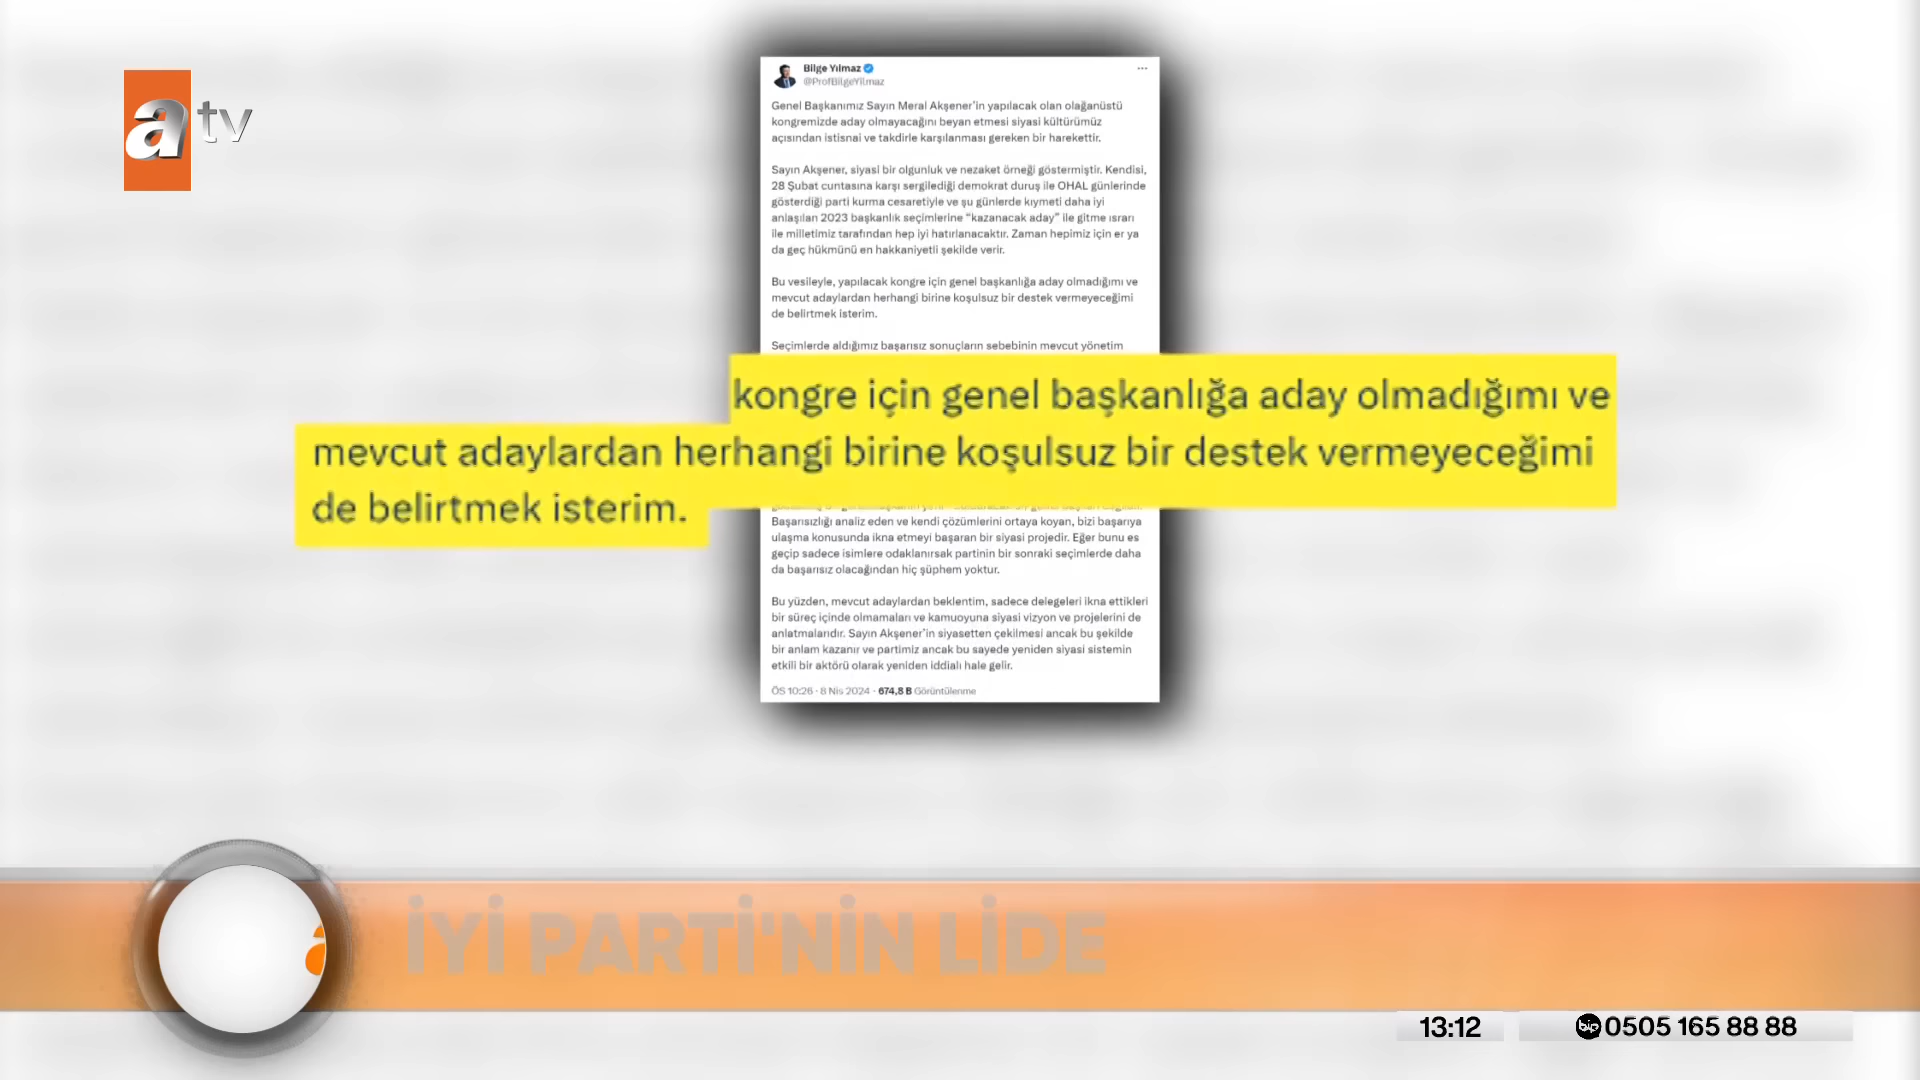 a tv
Bilge Yılmaz
@ProfBilgeYilmaz
Genel Başkanımız Sayın Meral Akşener'in yapılacak olan olağanüstü
kongremizde aday olmayacağını beyan etmesi siyasi kültürümüz
açısından istisnai ve takdirle karşılanması gereken bir harekettir.
Sayın Akşener, siyasi bir olgunluk ve nezaket örneği göstermiştir. Kendisi,
28 Şubat cuntasına karşı sergilediği demokrat duruş ile OHAL günlerinde
gösterdiği parti kurma cesaretiyle ve şu günlerde kıymeti daha iyi
anlaşılan 2023 başkanlık seçimlerine "kazanacak aday" ile gitme ısrarı
ile milletimiz tarafından hep iyi hatırlanacaktır. Zaman hepimiz için er ya
da geç hükmünü en hakkaniyetli şekilde verir.
Bu vesileyle, yapılacak kongre için genel başkanlığa aday olmadığımı ve
mevcut adaylardan herhangi birine koşulsuz bir destek vermeyeceğimi
de belirtmek isterim.
Seçimlerde aldığımız başarısız sonuçların sebebinin mevcut yönetim
kongre için genel başkanlığa aday olmadığımı ve
mevcut adaylardan herhangi birine koşulsuz bir destek vermeyeceğimi
de belirtmek isterim.
Başarısızlığı analiz eden ve kendi çözümlerini ortaya koyan, bizi başarıya
ulaşma konusunda ikna etmeyi başaran bir siyasi projedir. Eğer bunu es
geçip sadece isimlere odaklanırsak partinin bir sonraki seçimlerde daha
da başarısız olacağından hiç şüphem yoktur.
Bu yüzden, mevcut adaylardan beklentim, sadece delegeleri ikna ettikleri
bir süreç içinde olmamaları ve kamuoyuna siyasi vizyon ve projelerini de
anlatmalarıdır. Sayın Akşener'in siyasetten çekilmesi ancak bu şekilde
bir anlam kazanır ve partimiz ancak bu sayede yeniden siyasi sistemin
etkili bir aktörü olarak yeniden iddialı hale gelir.
ÖS 10:26 · 8 Nis 2024 · 674,8 B Görüntülenme
İYİ PARTİ'NİN LİDE
13:12
bip 0505 165 88 88